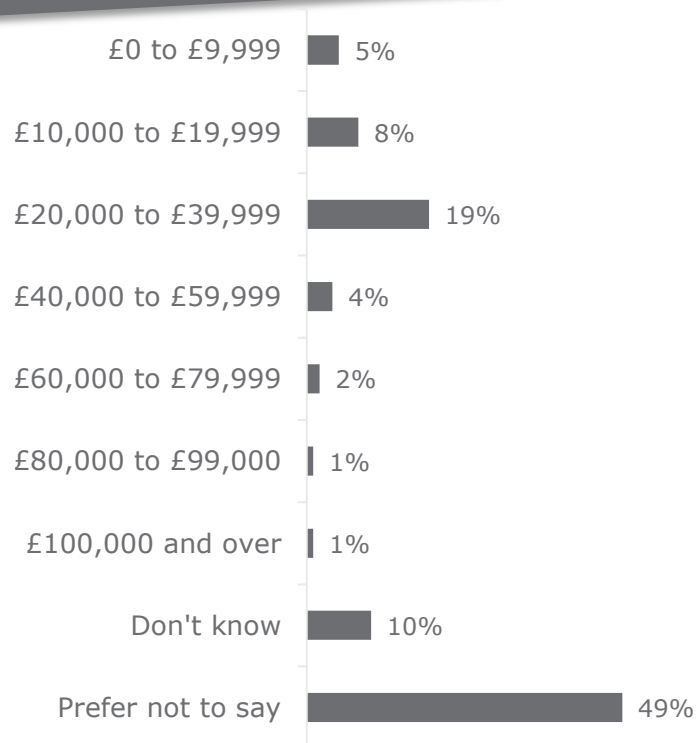 £0 to £9,999 5%
£10,000 to £19,999 8%
£20,000 to £39,999 19%
£40,000 to £59,999 4%
£60,000 to £79,999 2%
£80,000 to £99,000 1%
£100,000 and over 1%
Don't know 10%
Prefer not to say 49%